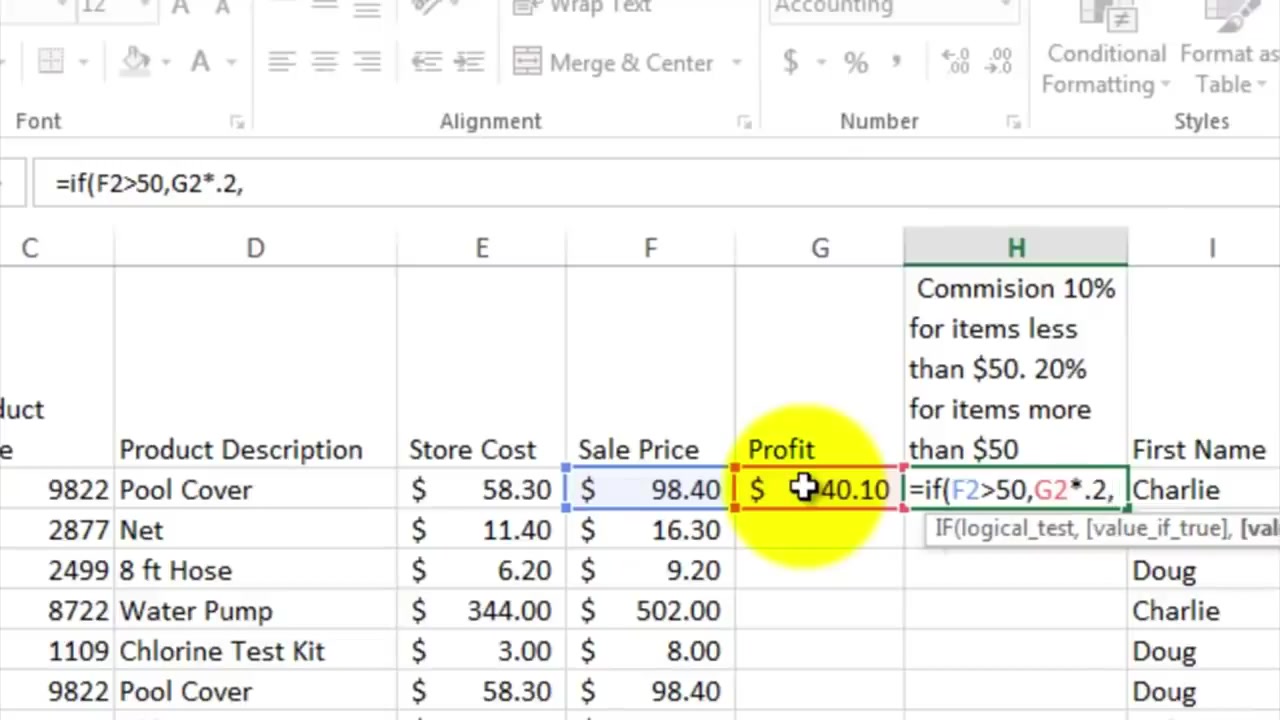 12 A A Wrap Text Accounting
Merge & Center $ % , Conditional Format as
Formatting Table
Font Alignment Number Styles
=if(F2>50,G2*.2,
C D E F G H I
Commision 10%
for items less
than $50. 20%
duct for items more
e Product Description Store Cost Sale Price Profit than $50 First Name
9822 Pool Cover $ 58.30 $ 98.40 $ 40.10 =if(F2>50,G2*.2, Charlie
2877 Net $ 11.40 $ 16.30 IF(logical_test, [value_if_true], [val
2499 8 ft Hose $ 6.20 $ 9.20 Doug
8722 Water Pump $ 344.00 $ 502.00 Charlie
1109 Chlorine Test Kit $ 3.00 $ 8.00 Doug
9822 Pool Cover $ 58.30 $ 98.40 Doug